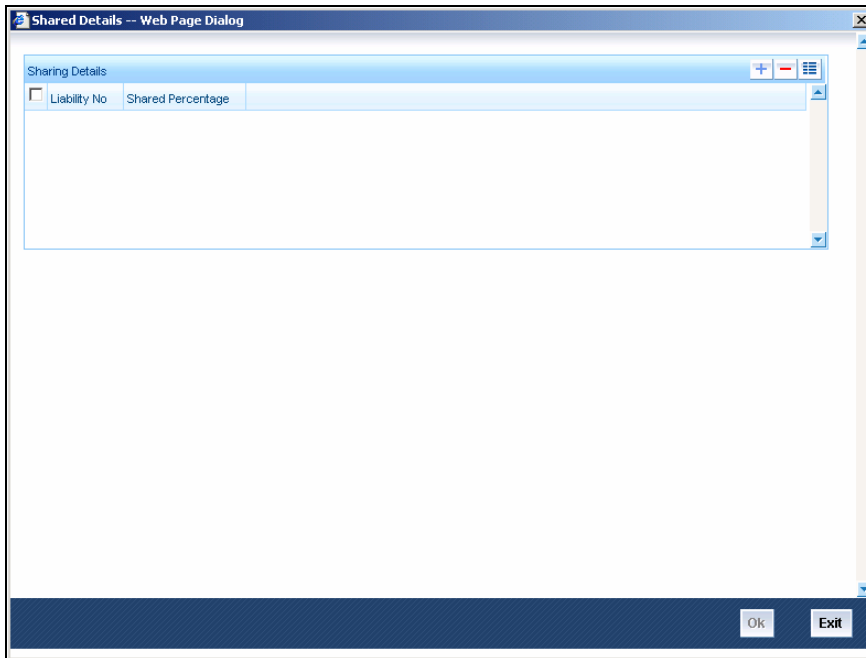 Shared Details -- Web Page Dialog
Sharing Details
Liability No Shared Percentage
Ok Exit